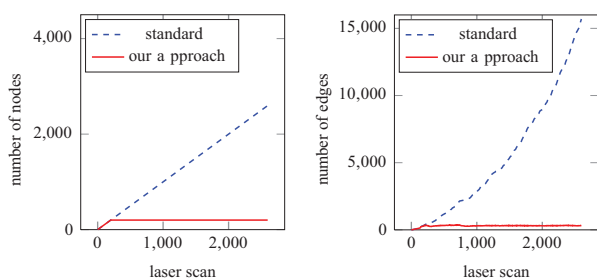 4,000
2,000
0
number of nodes
standard
our a pproach
0
1,000
2,000
laser scan
15,000
10,000
5,000
0
number of edges
standard
our a pproach
0
1,000
2,000
laser scan